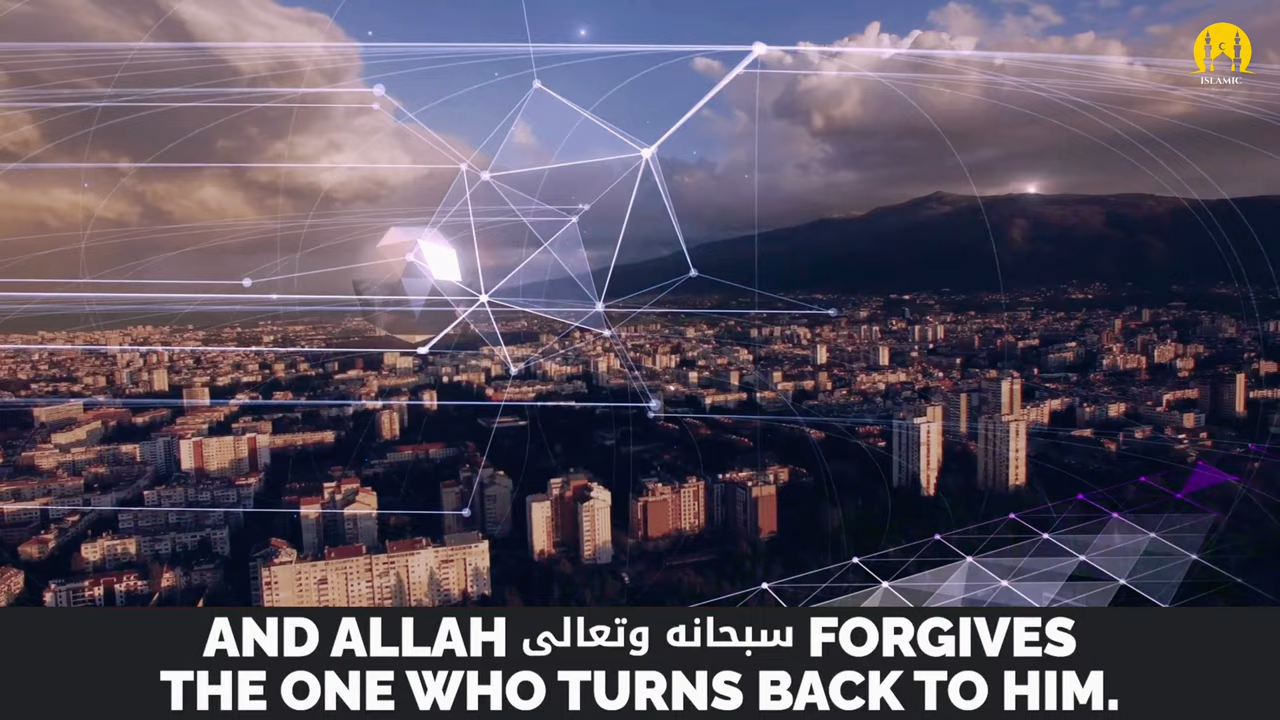 ISLAMIC
AND ALLAH سبحانه وتعالى FORGIVES
THE ONE WHO TURNS BACK TO HIM.